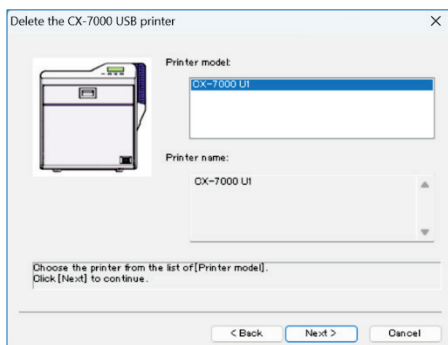 Delete the CX-7000 USB printer
Printer model:
CX-7000 U1
Printer name:
CX-7000 U1
Choose the printer from the list of[Printer model].
Click [Next] to continue.
< Back
Next >
Cancel